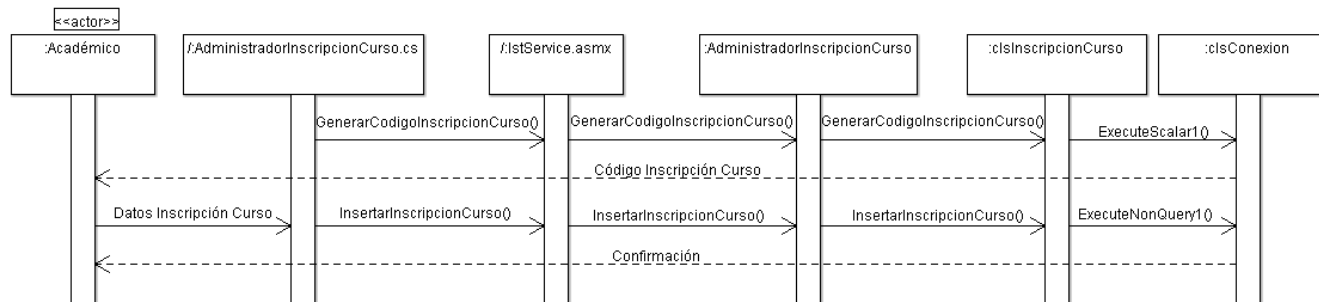 <<actor>>
:Académico
/:AdministradorInscripcionCurso.cs
/:IstService.asmx
:AdministradorInscripcionCurso
:clsInscripcionCurso
:clsConexion
GenerarCodigoInscripcionCurso()
GenerarCodigoInscripcionCurso()
GenerarCodigoInscripcionCurso()
ExecuteScalar1()
Código Inscripción Curso
Datos Inscripción Curso
InsertarInscripcionCurso()
InsertarInscripcionCurso()
InsertarInscripcionCurso()
ExecuteNonQuery1()
Confirmación